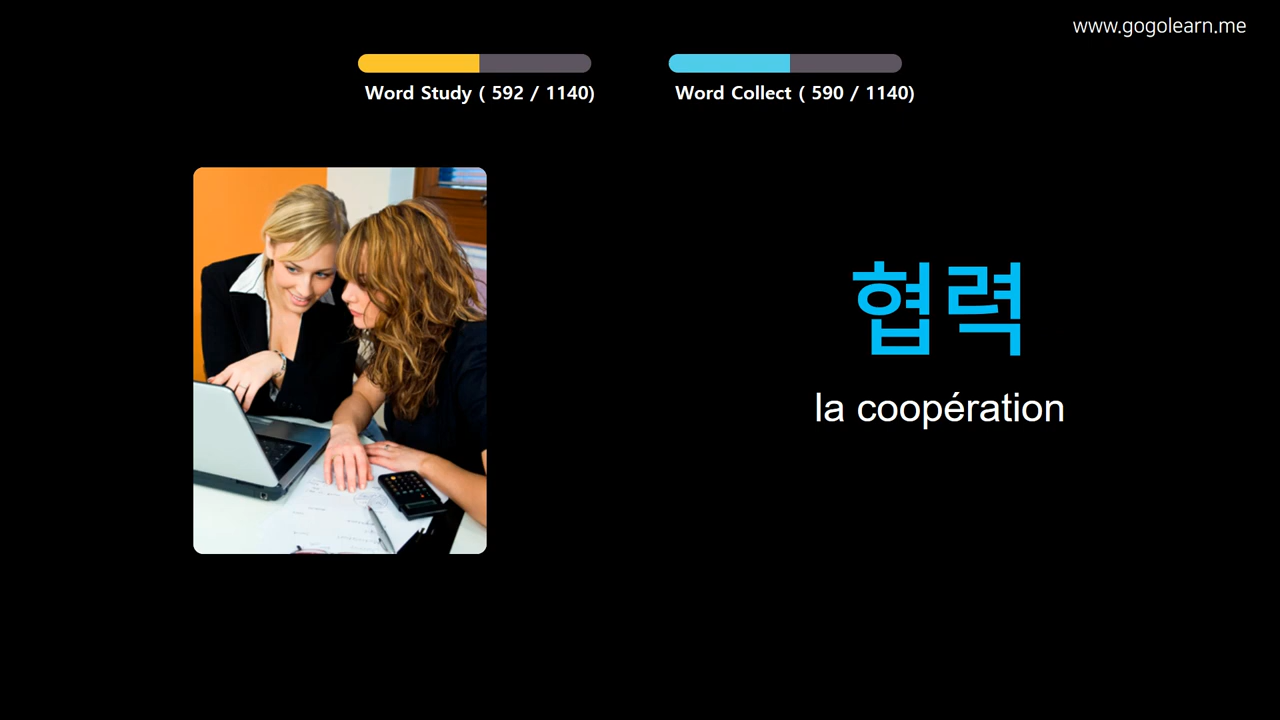 www.gogolearn.me
Word Study ( 592 / 1140)
Word Collect ( 590 / 1140)
협력
la coopération